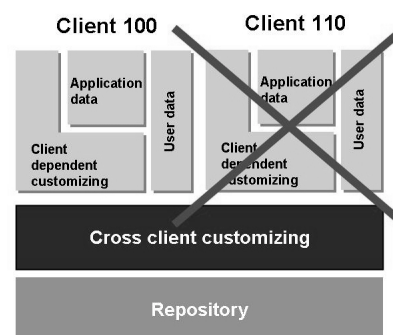 Client 100
Client 110
Application
data
User data
Client
dependent
customizing
Application
data
User data
Client
dependent
customizing
Cross client customizing
Repository